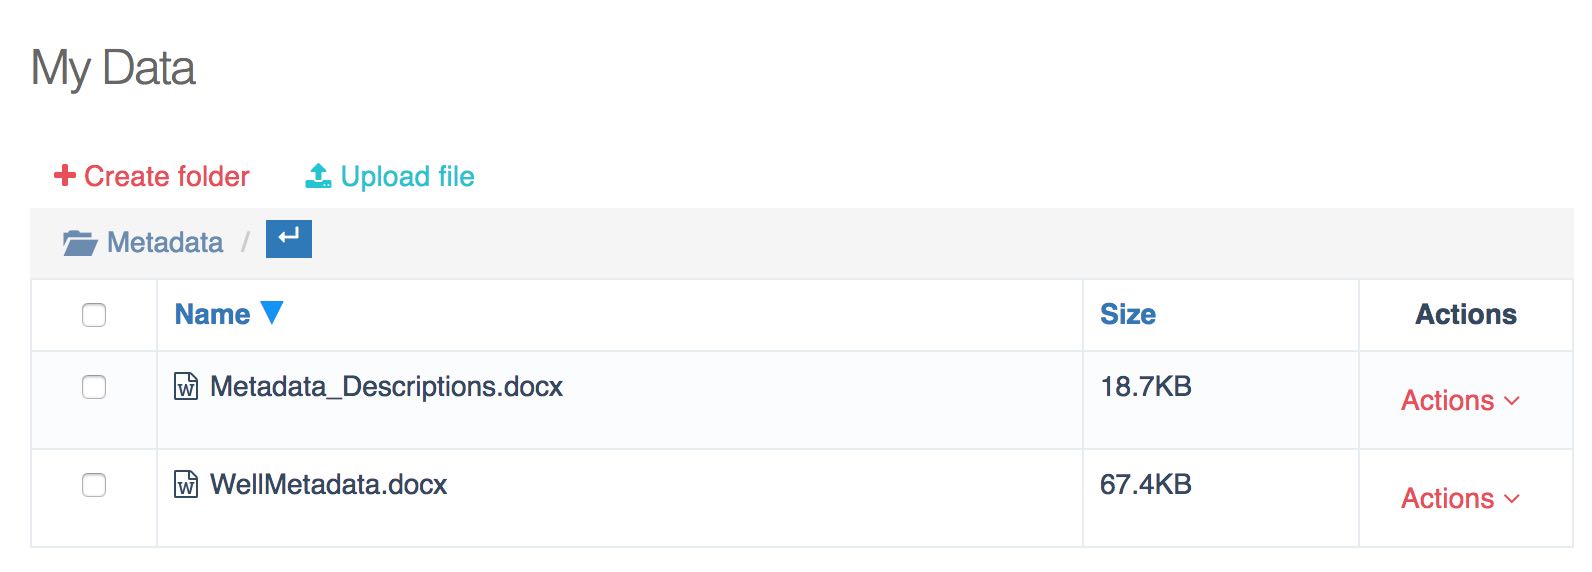 My Data
Create folder Upload file
Metadata /
Name Size Actions
Metadata_Descriptions.docx 18.7KB Actions
WellMetadata.docx 67.4KB Actions